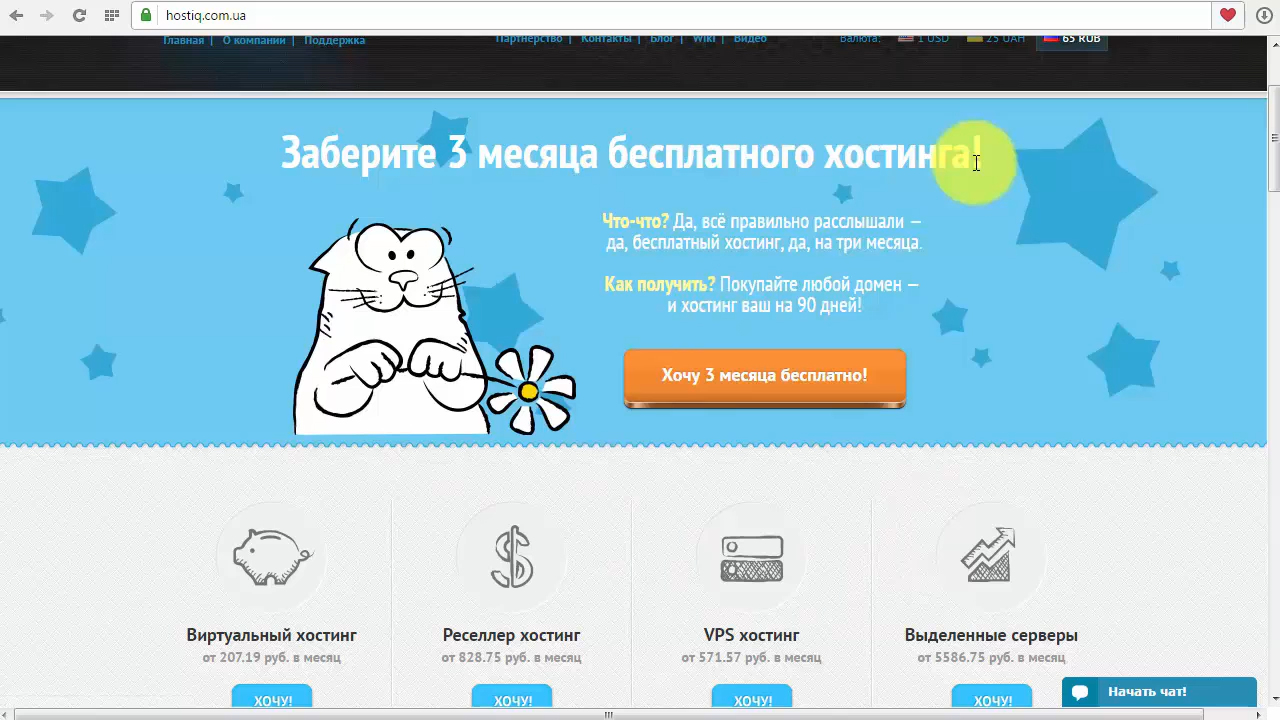 hostiq.com.ua
Главная | О компании | Поддержка
Партнерство | Контакты | Блог | Wiki | Видео
Валюта: 1 USD 25 UAH 65 RUB
Заберите 3 месяца бесплатного хостинга!
Что-что? Да, всё правильно расслышали —
да, бесплатный хостинг, да, на три месяца.
Как получить? Покупайте любой домен —
и хостинг ваш на 90 дней!
Хочу 3 месяца бесплатно!
Виртуальный хостинг
от 207.19 руб. в месяц
ХОЧУ!
Реселлер хостинг
от 828.75 руб. в месяц
ХОЧУ!
VPS хостинг
от 571.57 руб. в месяц
ХОЧУ!
Выделенные серверы
от 5586.75 руб. в месяц
ХОЧУ!
Начать чат!